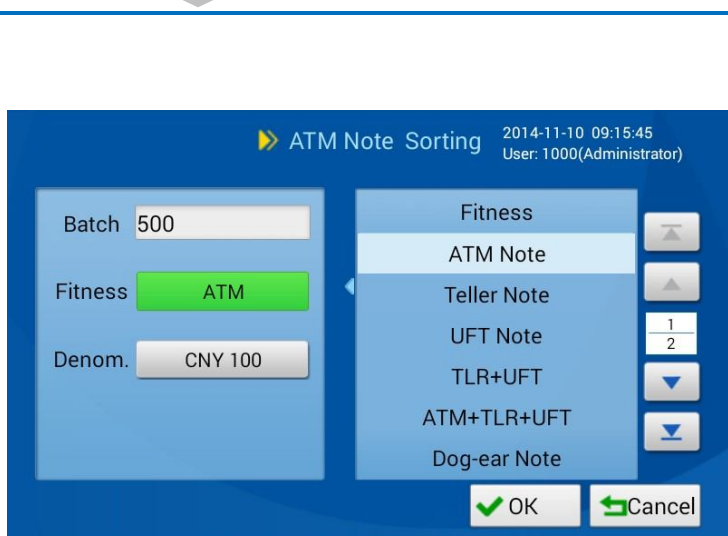 ATM Note Sorting
2014-11-10 09:15:45
User: 1000(Administrator)
Batch 500
Fitness ATM
Denom. CNY 100
Fitness
ATM Note
Teller Note
UFT Note
TLR+UFT
ATM+TLR+UFT
Dog-ear Note
1
2
OK
Cancel